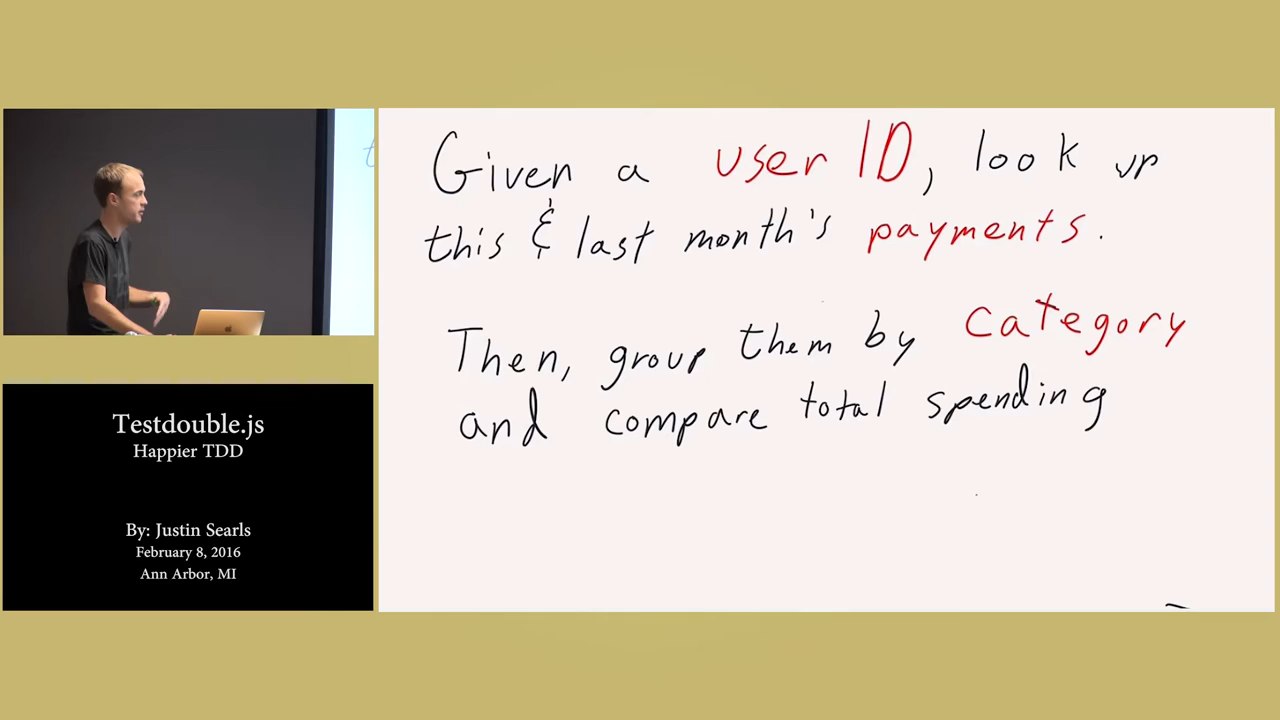 Given a user ID, look up
this & last month's payments.
Then, group them by category
and compare total spending
Testdouble.js
Happier TDD
By: Justin Searls
February 8, 2016
Ann Arbor, MI